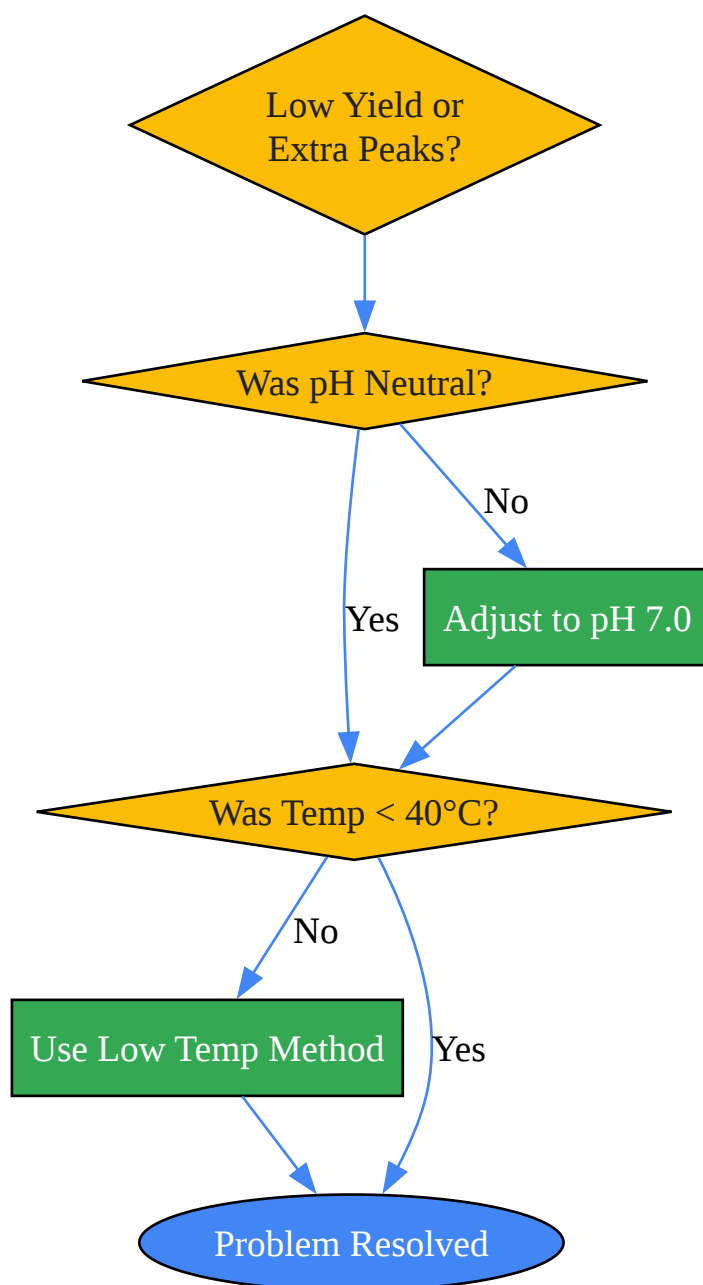 Low Yield or
Extra Peaks?
Was pH Neutral?
No
Yes
Adjust to pH 7.0
Was Temp < 40°C?
No
Use Low Temp Method
Yes
Problem Resolved